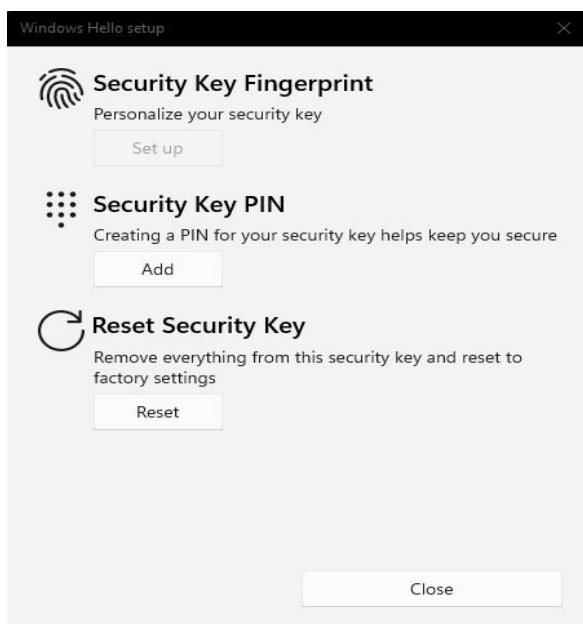 Windows Hello setup
Security Key Fingerprint
Personalize your security key
Set up
Security Key PIN
Creating a PIN for your security key helps keep you secure
Add
Reset Security Key
Remove everything from this security key and reset to
factory settings
Reset
Close